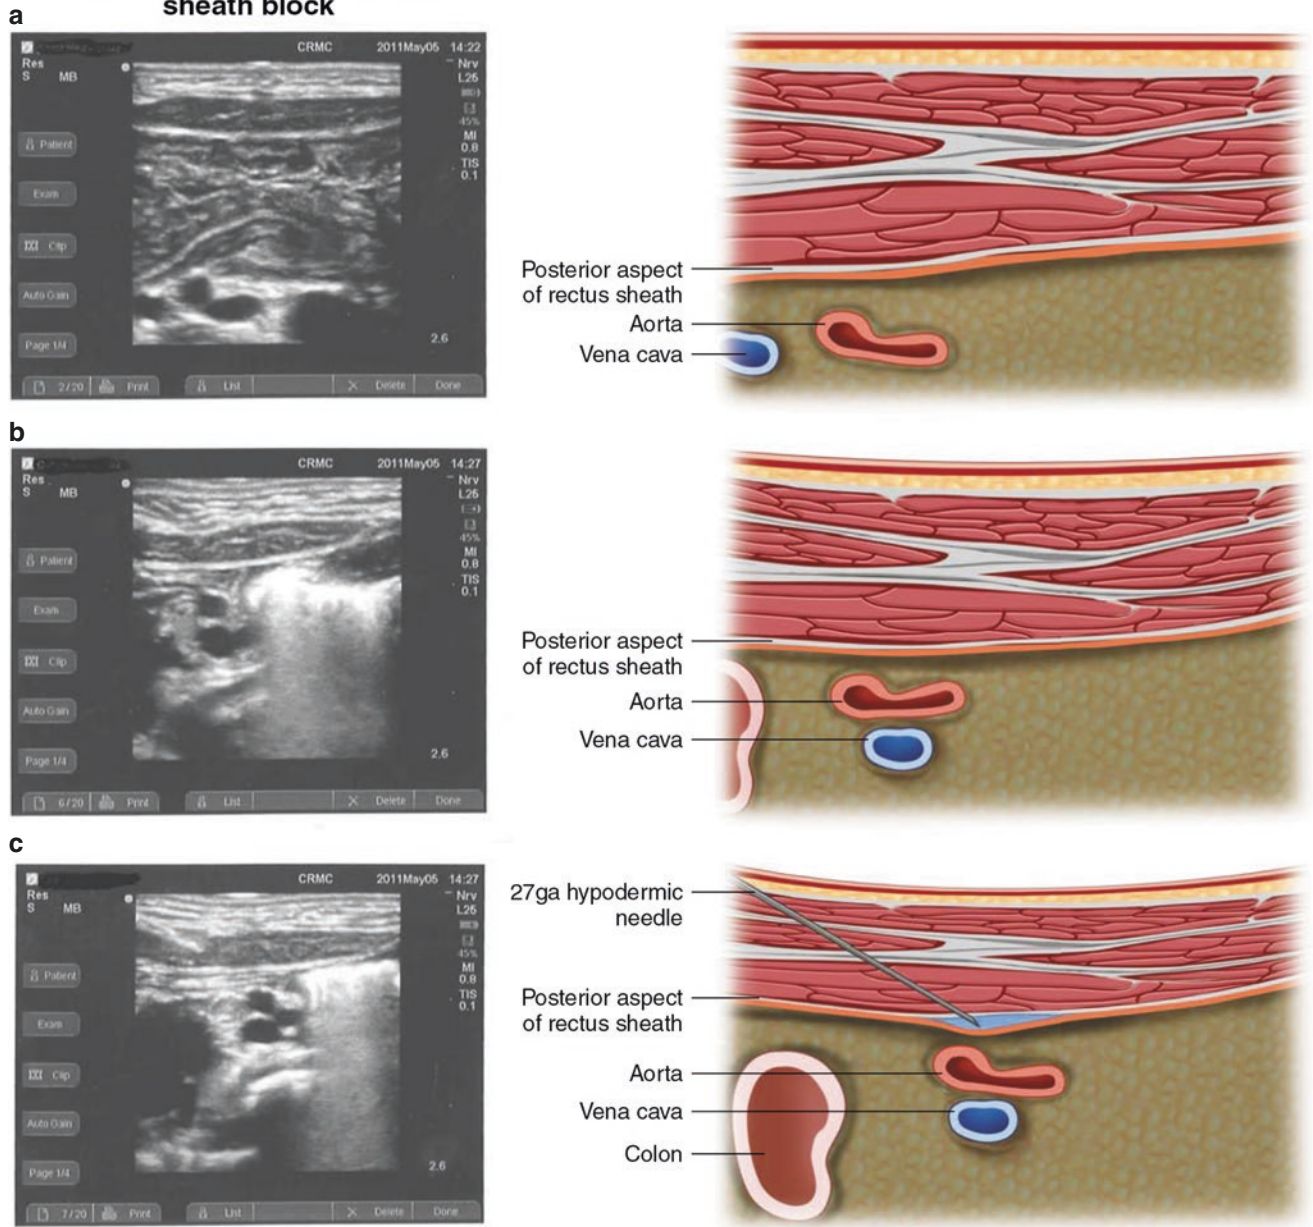 sheath block
a
CRMC 2011May05 14:22
Res
S MB
Nrv
L25
45%
MI
0.8
TIS
0.1
Patient
Exam
Clip
Auto Gain
Page 1/4
2.6
2/20 Print List Delete Done
Posterior aspect
of rectus sheath
Aorta
Vena cava
b
CRMC 2011May05 14:27
Res
S MB
Nrv
L25
45%
MI
0.8
TIS
0.1
Patient
Exam
Clip
Auto Gain
Page 1/4
2.6
6/20 Print List Delete Done
Posterior aspect
of rectus sheath
Aorta
Vena cava
c
CRMC 2011May05 14:27
Res
S MB
Nrv
L25
45%
MI
0.8
TIS
0.1
Patient
Exam
Clip
Auto Gain
Page 1/4
2.6
7/20 Print List Delete Done
27ga hypodermic
needle
Posterior aspect
of rectus sheath
Aorta
Vena cava
Colon